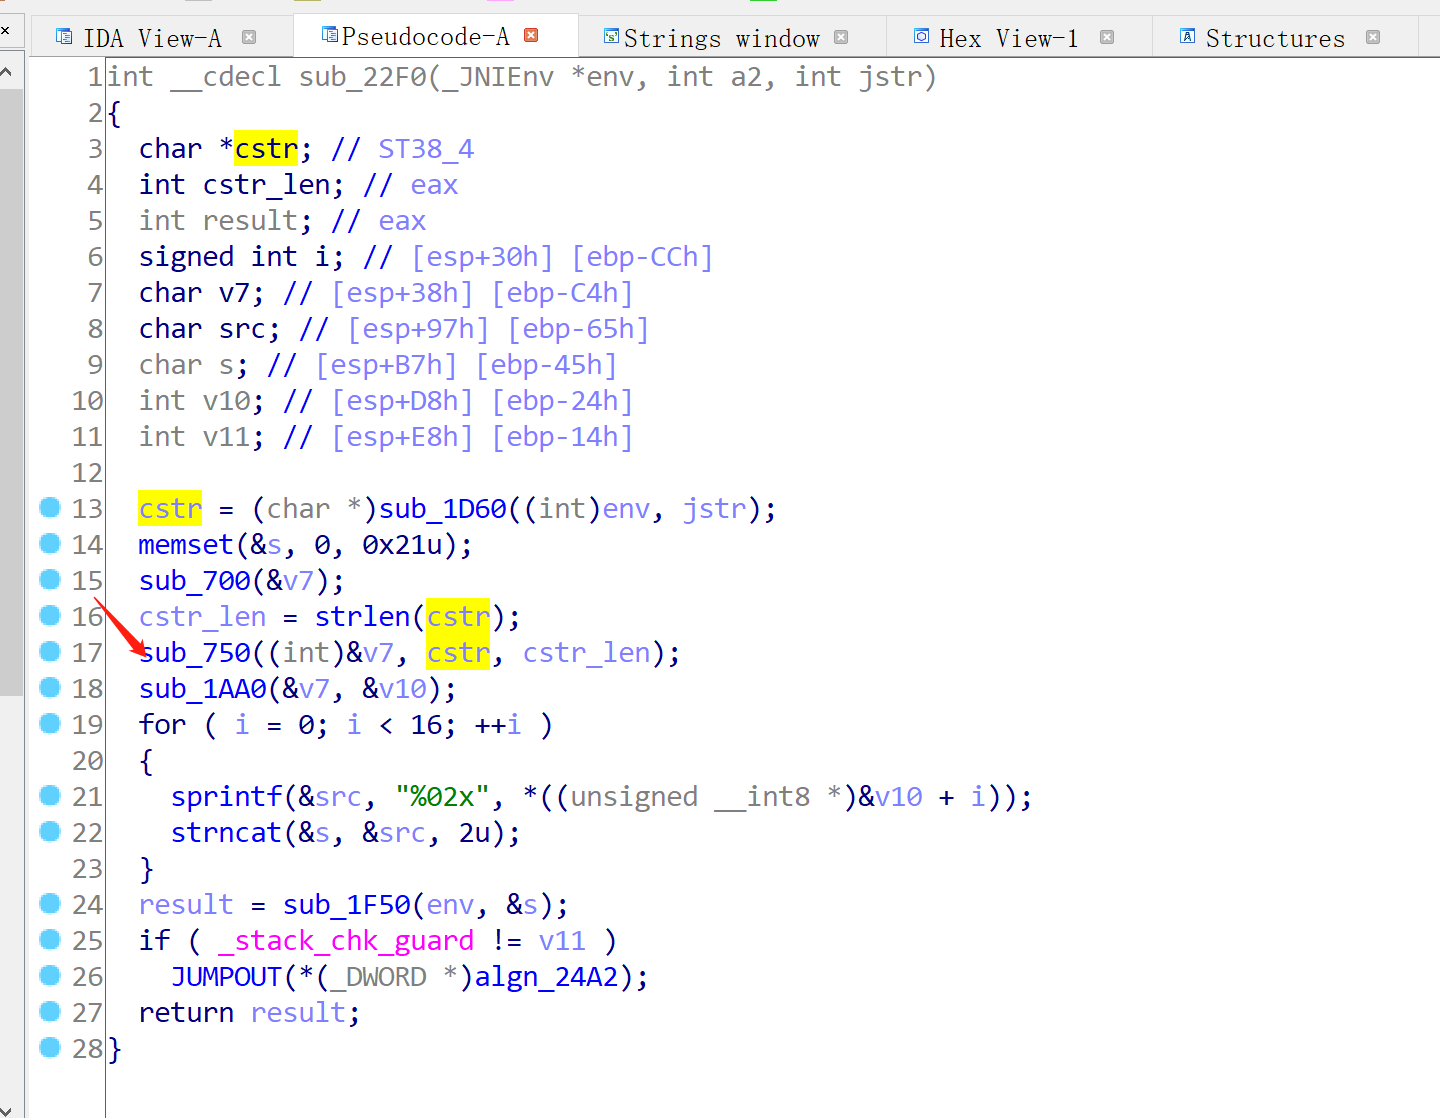 IDA View-A Pseudocode-A Strings window Hex View-1 Structures
1 int __cdecl sub_22F0(_JNIEnv *env, int a2, int jstr)
2 {
3 char *cstr; // ST38_4
4 int cstr_len; // eax
5 int result; // eax
6 signed int i; // [esp+30h] [ebp-CCh]
7 char v7; // [esp+38h] [ebp-C4h]
8 char src; // [esp+97h] [ebp-65h]
9 char s; // [esp+B7h] [ebp-45h]
10 int v10; // [esp+D8h] [ebp-24h]
11 int v11; // [esp+E8h] [ebp-14h]
12
13 cstr = (char *)sub_1D60((int)env, jstr);
14 memset(&s, 0, 0x21u);
15 sub_700(&v7);
16 cstr_len = strlen(cstr);
17 sub_750((int)&v7, cstr, cstr_len);
18 sub_1AA0(&v7, &v10);
19 for ( i = 0; i < 16; ++i )
20 {
21 sprintf(&src, "%02x", *((unsigned __int8 *)&v10 + i));
22 strncat(&s, &src, 2u);
23 }
24 result = sub_1F50(env, &s);
25 if ( _stack_chk_guard != v11 )
26 JUMPOUT(*(_DWORD *)algn_24A2);
27 return result;
28 }